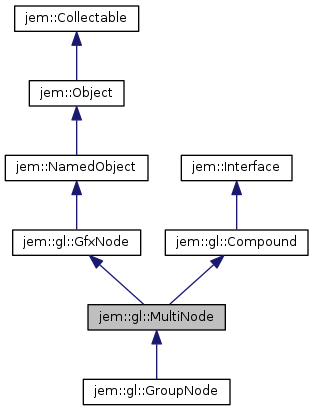 jem::Collectable
jem::Object
jem::NamedObject
jem::Interface
jem::gl::GfxNode
jem::gl::Compound
jem::gl::MultiNode
jem::gl::GroupNode